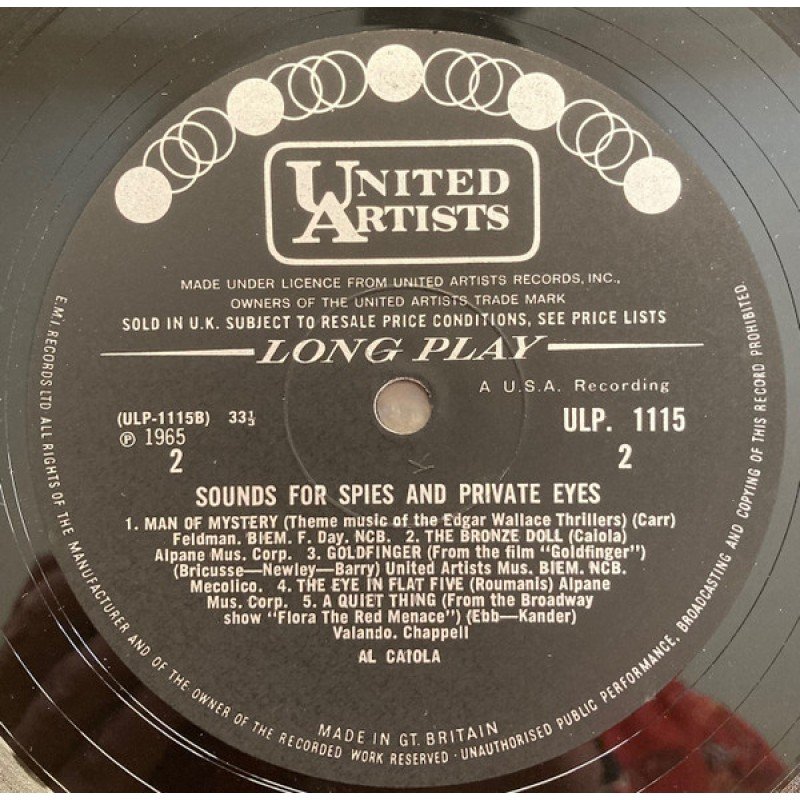 UNITED
ARTISTS
MADE UNDER LICENCE FROM UNITED ARTISTS RECORDS, INC.,
OWNERS OF THE UNITED ARTISTS TRADE MARK
SOLD IN U.K. SUBJECT TO RESALE PRICE CONDITIONS, SEE PRICE LISTS
LONG PLAY
A U.S.A. Recording
(ULP-1115B) 33⅓
ULP. 1115
℗ 1965
2
2
SOUNDS FOR SPIES AND PRIVATE EYES
1. MAN OF MYSTERY (Theme music of the Edgar Wallace Thrillers) (Carr)
Feldman. BIEM. F. Day. NCB. 2. THE BRONZE DOLL (Caiola)
Alpane Mus. Corp. 3. GOLDFINGER (From the film "Goldfinger")
(Bricusse—Newley—Barry) United Artists Mus. BIEM. NCB.
Mecolico. 4. THE EYE IN FLAT FIVE (Roumanis) Alpane
Mus. Corp. 5. A QUIET THING (From the Broadway
show "Flora The Red Menace") (Ebb—Kander)
Valando. Chappell
AL CAIOLA
MADE IN GT. BRITAIN
E.M.I RECORDS LTD ALL RIGHTS OF THE MANUFACTURER AND OF THE OWNER OF THE RECORDED WORK RESERVED · UNAUTHORISED PUBLIC PERFORMANCE, BROADCASTING AND COPYING OF THIS RECORD PROHIBITED.